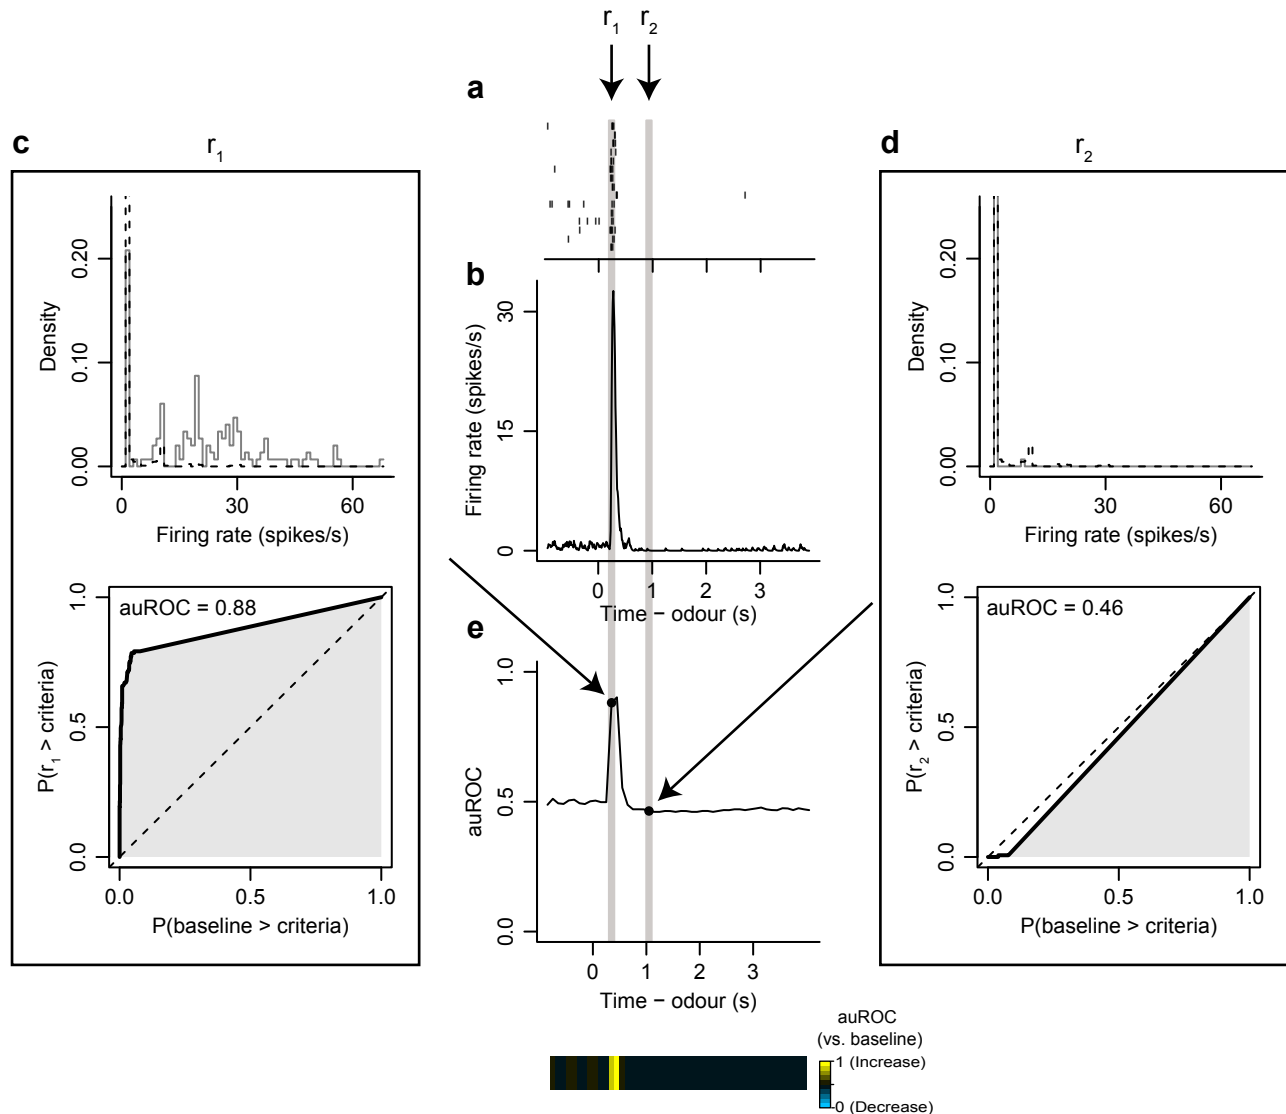 r1 r2
a
c r1
0.20
0.10
0.00
Density
0 30 60
Firing rate (spikes/s)
1.0
0.5
0.0
P(r1 > criteria)
auROC = 0.88
0.0 0.5 1.0
P(baseline > criteria)
b
30
15
0
Firing rate (spikes/s)
0 1 2 3
Time − odour (s)
e
1.0
0.5
0.0
auROC
0 1 2 3
Time − odour (s)
d r2
0.20
0.10
0.00
Density
0 30 60
Firing rate (spikes/s)
1.0
0.5
0.0
P(r2 > criteria)
auROC = 0.46
0.0 0.5 1.0
P(baseline > criteria)
auROC
(vs. baseline)
1 (Increase)
0 (Decrease)